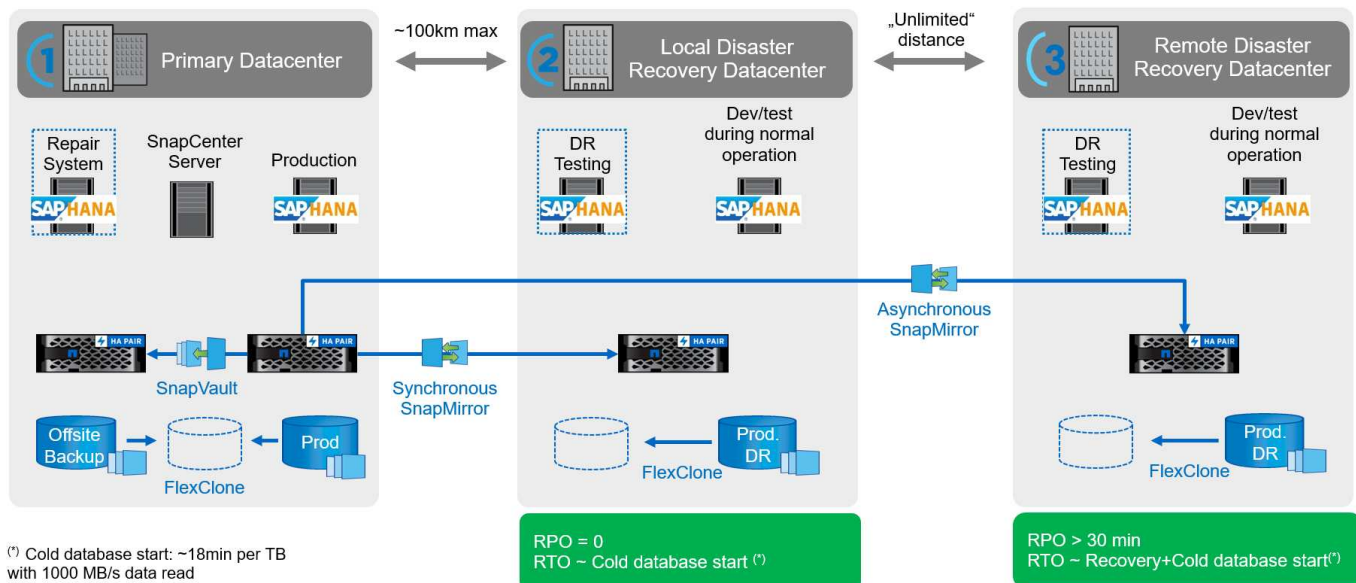 1
Primary Datacenter
~100km max
2
Local Disaster
Recovery Datacenter
„Unlimited“
distance
3
Remote Disaster
Recovery Datacenter
Repair
System
SAP HANA
SnapCenter
Server
Production
SAP HANA
DR
Testing
SAP HANA
Dev/test
during normal
operation
SAP HANA
DR
Testing
SAP HANA
Dev/test
during normal
operation
SAP HANA
HA PAIR
SnapVault
HA PAIR
Synchronous
SnapMirror
HA PAIR
Asynchronous
SnapMirror
HA PAIR
Offsite
Backup
FlexClone
Prod
FlexClone
Prod.
DR
FlexClone
Prod.
DR
(*) Cold database start: ~18min per TB
with 1000 MB/s data read
RPO = 0
RTO ~ Cold database start (*)
RPO > 30 min
RTO ~ Recovery+Cold database start(*)